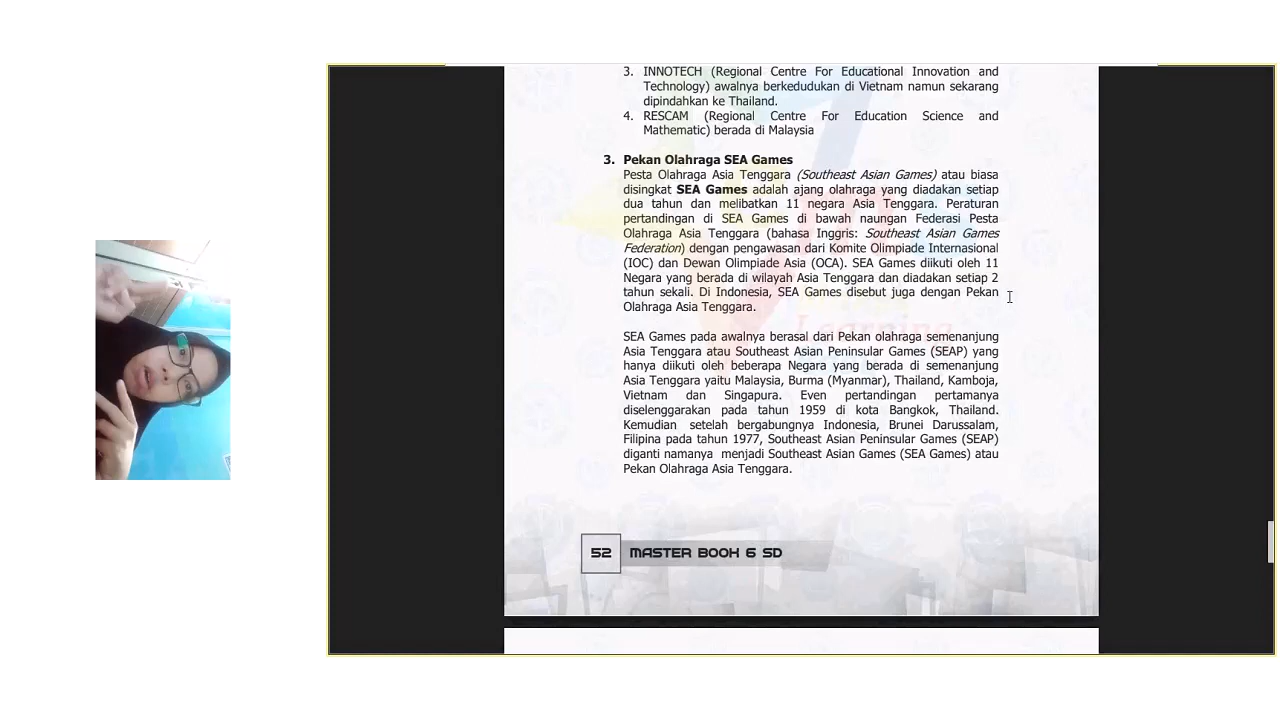 3. INNOTECH (Regional Centre For Educational Innovation and
Technology) awalnya berkedudukan di Vietnam namun sekarang
dipindahkan ke Thailand.
4. RESCAM (Regional Centre For Education Science and
Mathematic) berada di Malaysia
3. Pekan Olahraga SEA Games
Pesta Olahraga Asia Tenggara (Southeast Asian Games) atau biasa
disingkat SEA Games adalah ajang olahraga yang diadakan setiap
dua tahun dan melibatkan 11 negara Asia Tenggara. Peraturan
pertandingan di SEA Games di bawah naungan Federasi Pesta
Olahraga Asia Tenggara (bahasa Inggris: Southeast Asian Games
Federation) dengan pengawasan dari Komite Olimpiade Internasional
(IOC) dan Dewan Olimpiade Asia (OCA). SEA Games diikuti oleh 11
Negara yang berada di wilayah Asia Tenggara dan diadakan setiap 2
tahun sekali. Di Indonesia, SEA Games disebut juga dengan Pekan
Olahraga Asia Tenggara.
Learning
SEA Games pada awalnya berasal dari Pekan olahraga semenanjung
Asia Tenggara atau Southeast Asian Peninsular Games (SEAP) yang
hanya diikuti oleh beberapa Negara yang berada di semenanjung
Asia Tenggara yaitu Malaysia, Burma (Myanmar), Thailand, Kamboja,
Vietnam dan Singapura. Even pertandingan pertamanya
diselenggarakan pada tahun 1959 di kota Bangkok, Thailand.
Kemudian setelah bergabungnya Indonesia, Brunei Darussalam,
Filipina pada tahun 1977, Southeast Asian Peninsular Games (SEAP)
diganti namanya menjadi Southeast Asian Games (SEA Games) atau
Pekan Olahraga Asia Tenggara.
52 MASTER BOOK 6 SD